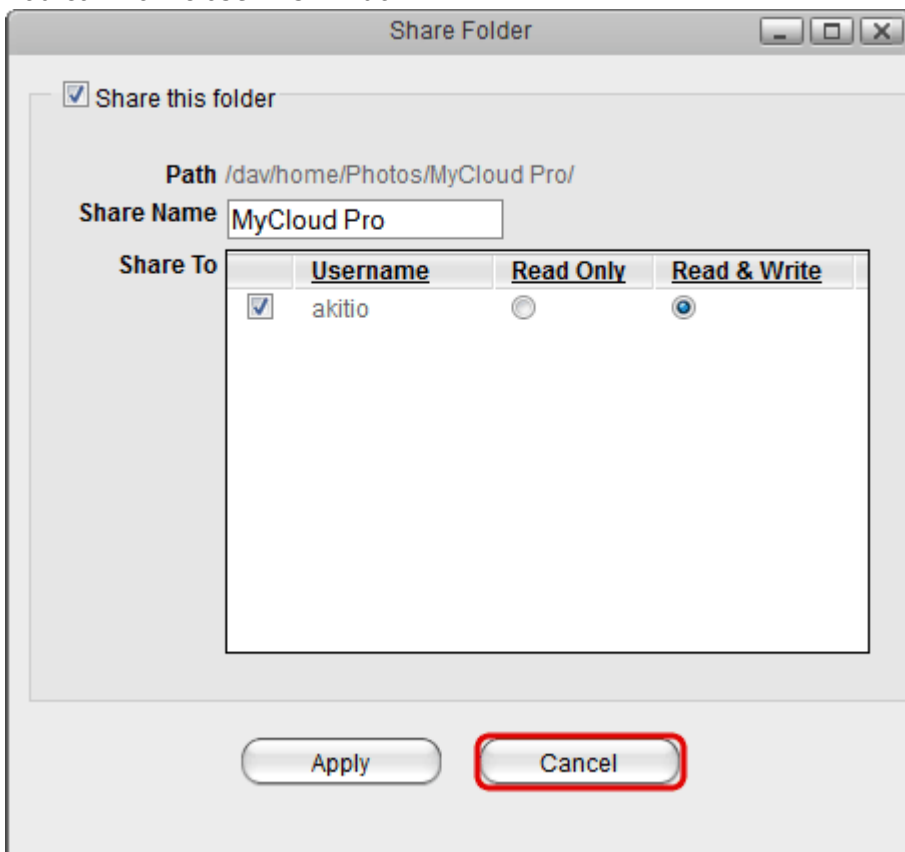 Share Folder
Share this folder
Path /dav/home/Photos/MyCloud Pro/
Share Name MyCloud Pro
Share To Username Read Only Read & Write
akitio
Apply Cancel